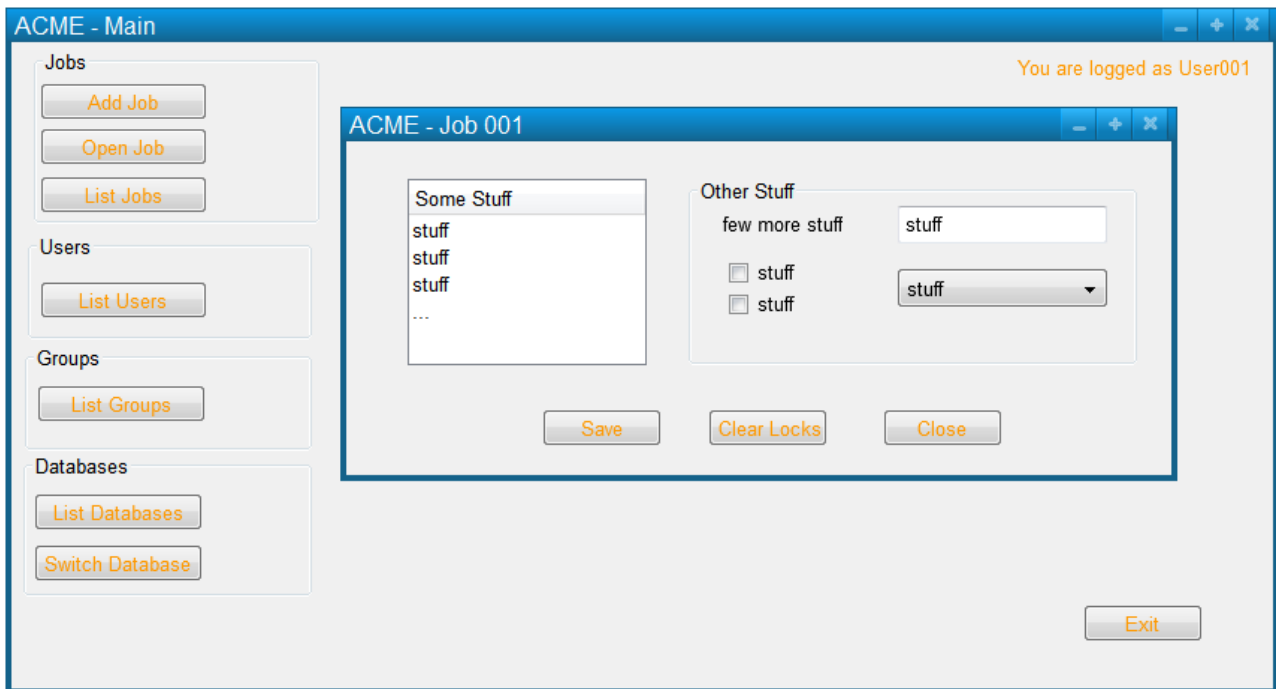 ACME - Main
You are logged as User001
Jobs
Add Job
Open Job
List Jobs
Users
List Users
Groups
List Groups
Databases
List Databases
Switch Database
ACME - Job 001
Some Stuff
stuff
stuff
stuff
...
Other Stuff
few more stuff
stuff
stuff
stuff
stuff
Save
Clear Locks
Close
Exit